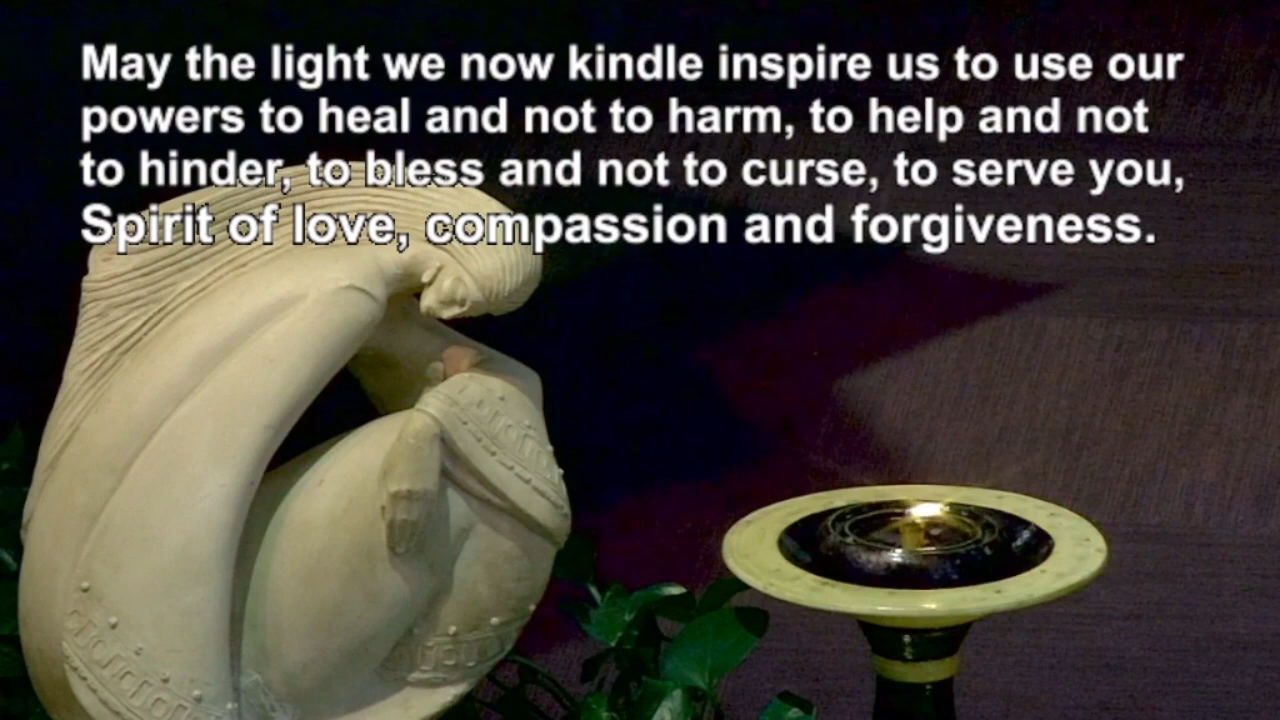 May the light we now kindle inspire us to use our
powers to heal and not to harm, to help and not
to hinder, to bless and not to curse, to serve you,
Spirit of love, compassion and forgiveness.